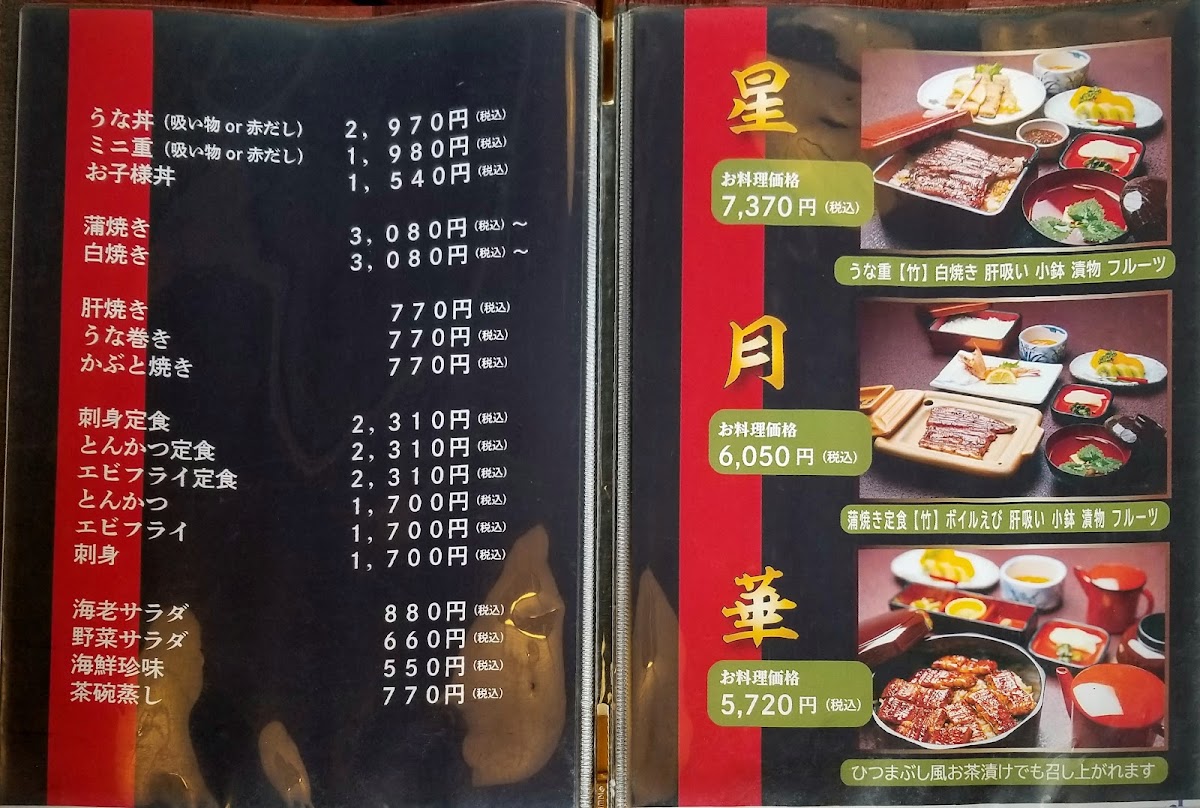 うな丼(吸い物 or 赤だし) 2,970円(税込)
ミニ重(吸い物 or 赤だし) 1,980円(税込)
お子様丼 1,540円(税込)
蒲焼き 3,080円(税込)~
白焼き 3,080円(税込)~
肝焼き 770円(税込)
うな巻き 770円(税込)
かぶと焼き 770円(税込)
刺身定食 2,310円(税込)
とんかつ定食 2,310円(税込)
エビフライ定食 2,310円(税込)
とんかつ 1,700円(税込)
エビフライ 1,700円(税込)
刺身 1,700円(税込)
海老サラダ 880円(税込)
野菜サラダ 660円(税込)
海鮮珍味 550円(税込)
茶碗蒸し 770円(税込)
星
お料理価格
7,370円(税込)
うな重【竹】白焼き 肝吸い 小鉢 漬物 フルーツ
月
お料理価格
6,050円(税込)
蒲焼き定食【竹】ボイルえび 肝吸い 小鉢 漬物 フルーツ
華
お料理価格
5,720円(税込)
ひつまぶし風お茶漬けでも召し上がれます